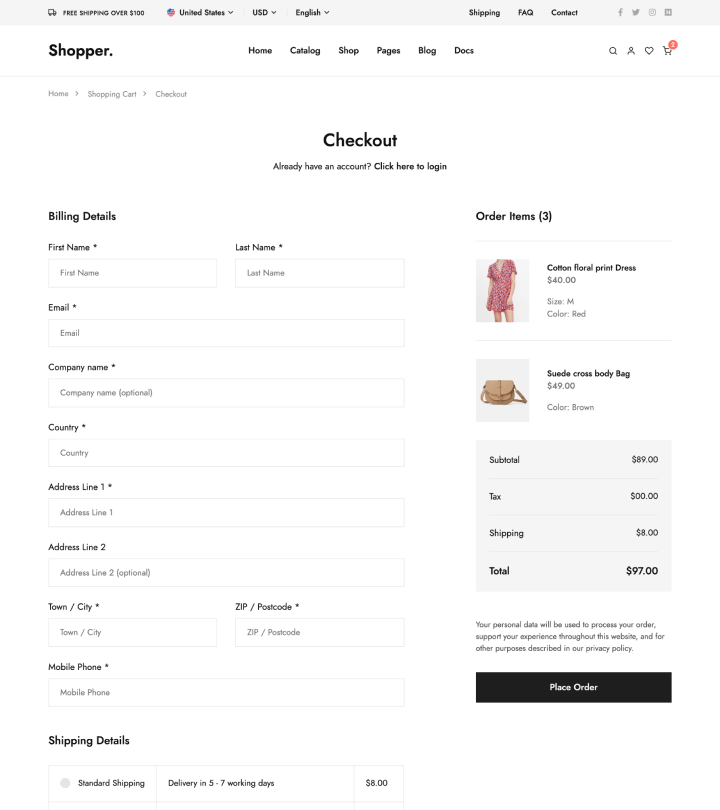 FREE SHIPPING OVER $100 United States USD English Shipping FAQ Contact
Shopper. Home Catalog Shop Pages Blog Docs 2
Home > Shopping Cart > Checkout
Checkout
Already have an account? Click here to login
Billing Details
First Name * Last Name *
First Name Last Name
Email *
Email
Company name *
Company name (optional)
Country *
Country
Address Line 1 *
Address Line 1
Address Line 2
Address Line 2 (optional)
Town / City * ZIP / Postcode *
Town / City ZIP / Postcode
Mobile Phone *
Mobile Phone
Shipping Details
Standard Shipping Delivery in 5 - 7 working days $8.00
Order Items (3)
Cotton floral print Dress
$40.00
Size: M
Color: Red
Suede cross body Bag
$49.00
Color: Brown
Subtotal $89.00
Tax $00.00
Shipping $8.00
Total $97.00
Your personal data will be used to process your order,
support your experience throughout this website, and for
other purposes described in our privacy policy.
Place Order